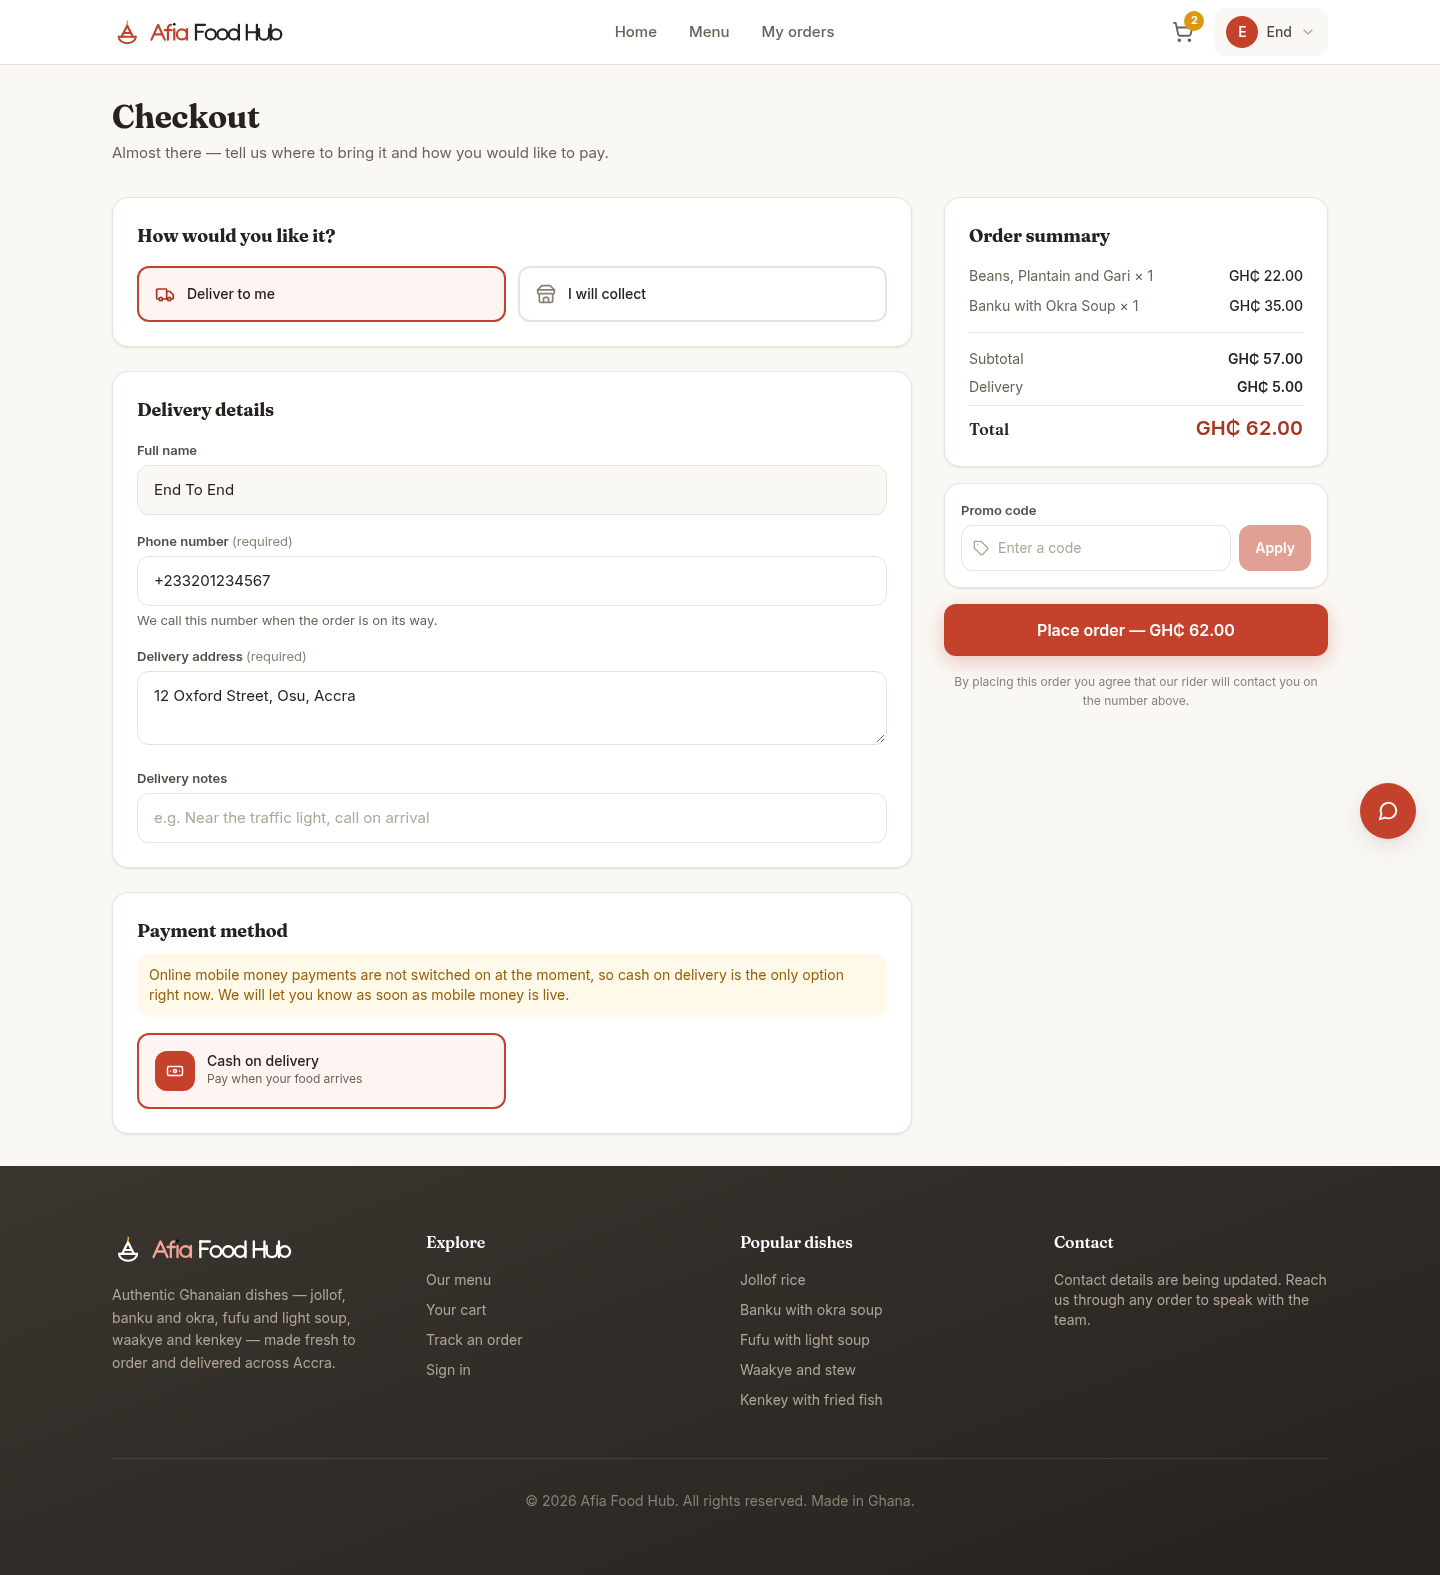 Afia Food Hub
Home
Menu
My orders
2
E
End
Checkout
Almost there — tell us where to bring it and how you would like to pay.
How would you like it?
Deliver to me
I will collect
Delivery details
Full name
End To End
Phone number (required)
+233201234567
We call this number when the order is on its way.
Delivery address (required)
12 Oxford Street, Osu, Accra
Delivery notes
e.g. Near the traffic light, call on arrival
Payment method
Online mobile money payments are not switched on at the moment, so cash on delivery is the only option
right now. We will let you know as soon as mobile money is live.
Cash on delivery
Pay when your food arrives
Order summary
Beans, Plantain and Gari × 1 GH₵ 22.00
Banku with Okra Soup × 1 GH₵ 35.00
Subtotal GH₵ 57.00
Delivery GH₵ 5.00
Total GH₵ 62.00
Promo code
Enter a code
Apply
Place order — GH₵ 62.00
By placing this order you agree that our rider will contact you on
the number above.
Afia Food Hub
Authentic Ghanaian dishes — jollof,
banku and okra, fufu and light soup,
waakye and kenkey — made fresh to
order and delivered across Accra.
Explore
Our menu
Your cart
Track an order
Sign in
Popular dishes
Jollof rice
Banku with okra soup
Fufu with light soup
Waakye and stew
Kenkey with fried fish
Contact
Contact details are being updated. Reach
us through any order to speak with the
team.
© 2026 Afia Food Hub. All rights reserved. Made in Ghana.